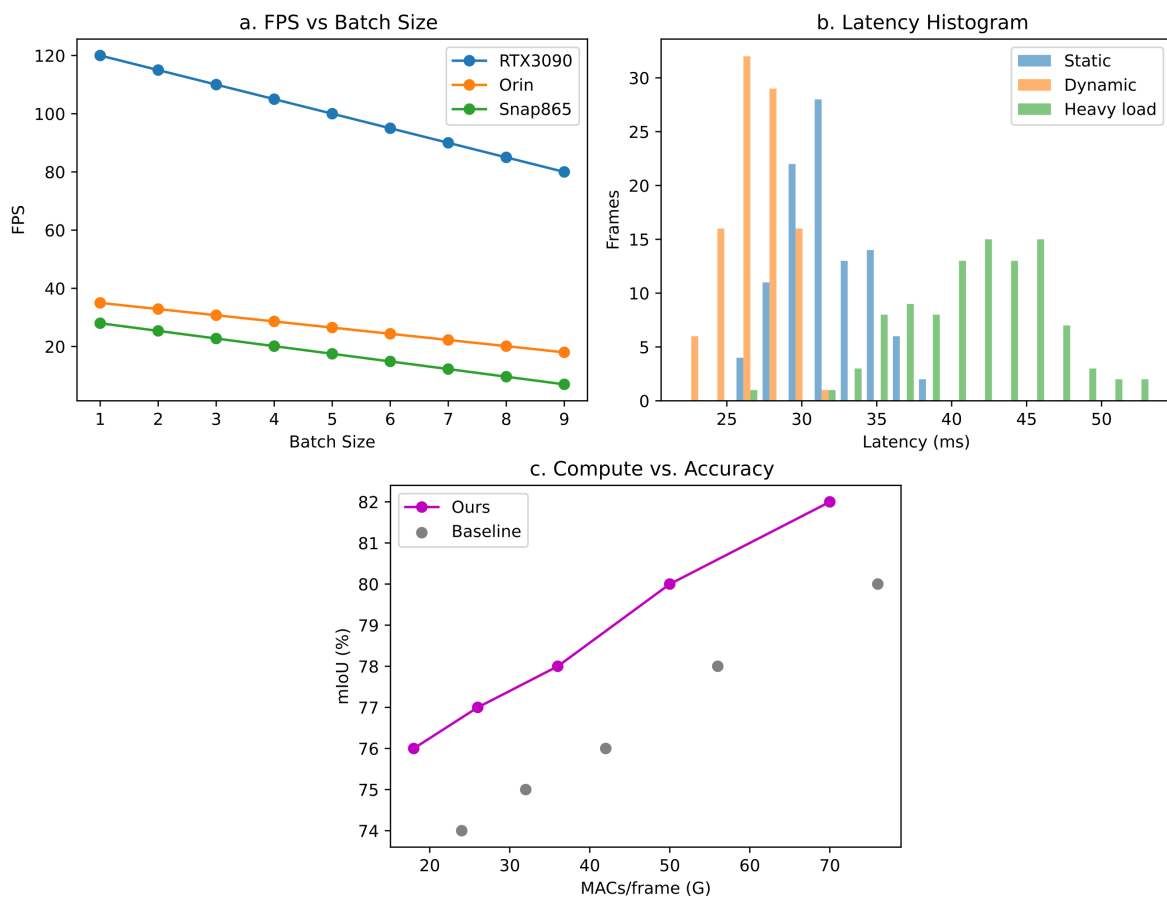 a. FPS vs Batch Size
120
100
80
60
40
20
FPS
1 2 3 4 5 6 7 8 9
Batch Size
RTX3090
Orin
Snap865
b. Latency Histogram
30
25
20
15
10
5
0
Frames
25 30 35 40 45 50
Latency (ms)
Static
Dynamic
Heavy load
c. Compute vs. Accuracy
82
81
80
79
78
77
76
75
74
mIoU (%)
20 30 40 50 60 70
MACs/frame (G)
Ours
Baseline